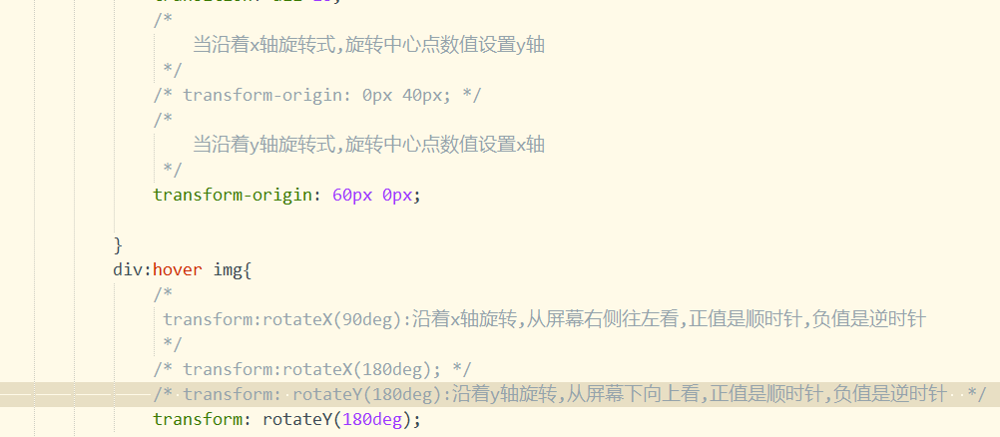 /*
当沿着x轴旋转式,旋转中心点数值设置y轴
*/
/* transform-origin: 0px 40px; */
/*
当沿着y轴旋转式,旋转中心点数值设置x轴
*/
transform-origin: 60px 0px;
}
div:hover img{
/*
transform:rotateX(90deg):沿着x轴旋转,从屏幕右侧往左看,正值是顺时针,负值是逆时针
*/
/* transform:rotateX(180deg); */
/* transform: rotateY(180deg):沿着y轴旋转,从屏幕下向上看,正值是顺时针,负值是逆时针  */
transform: rotateY(180deg);